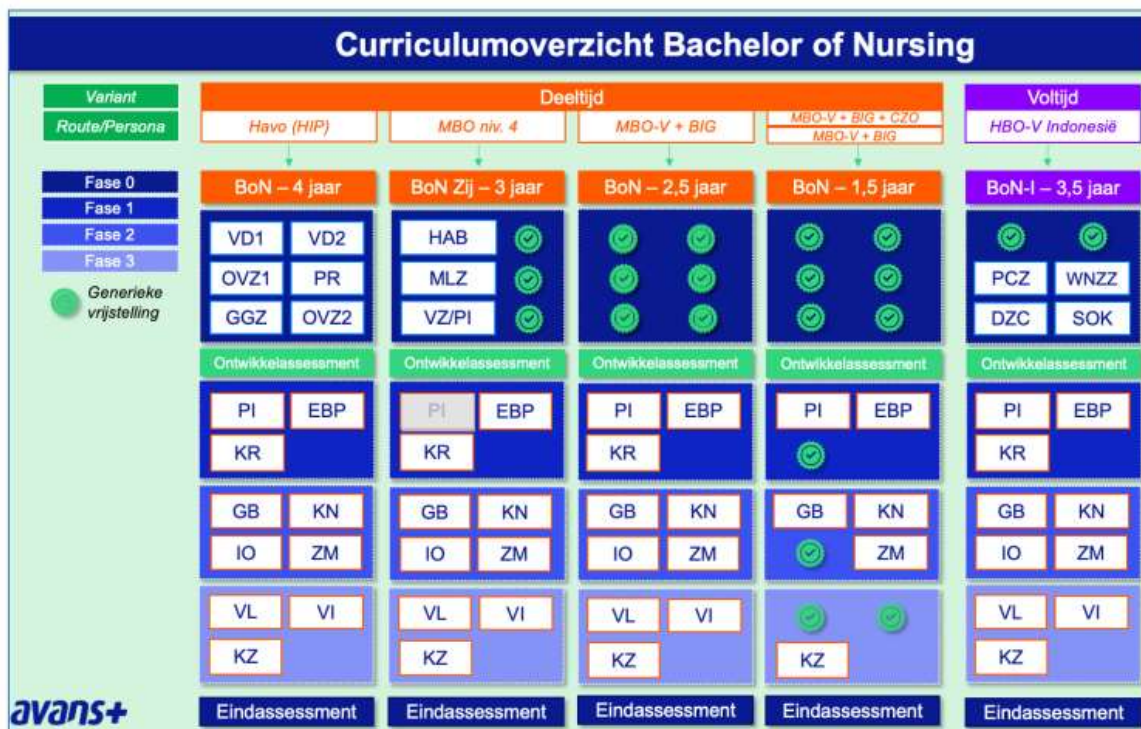 Curriculumoverzicht Bachelor of Nursing
Variant
Deeltijd
Voltijd
Route/Persona
Havo (HIP)
MBO niv. 4
MBO-V + BIG
MBO-V + BIG + CZO
MBO-V + BIG
HBO-V Indonesië
Fase 0
Fase 1
Fase 2
Fase 3
Generieke
vrijstelling
BoN – 4 jaar
BoN Zij – 3 jaar
BoN – 2,5 jaar
BoN – 1,5 jaar
BoN-I – 3,5 jaar
VD1 VD2
HAB
OVZ1 PR
MLZ
PCZ WNZZ
GGZ OVZ2
VZ/PI
DZC SOK
Ontwikkelassessment
Ontwikkelassessment
Ontwikkelassessment
Ontwikkelassessment
Ontwikkelassessment
PI EBP
PI EBP
PI EBP
PI EBP
PI EBP
KR
KR
KR
KR
GB KN
GB KN
GB KN
GB KN
GB KN
IO ZM
IO ZM
IO ZM
ZM
IO ZM
VL VI
VL VI
VL VI
VL VI
KZ
KZ
KZ
KZ
KZ
avans+
Eindassessment
Eindassessment
Eindassessment
Eindassessment
Eindassessment